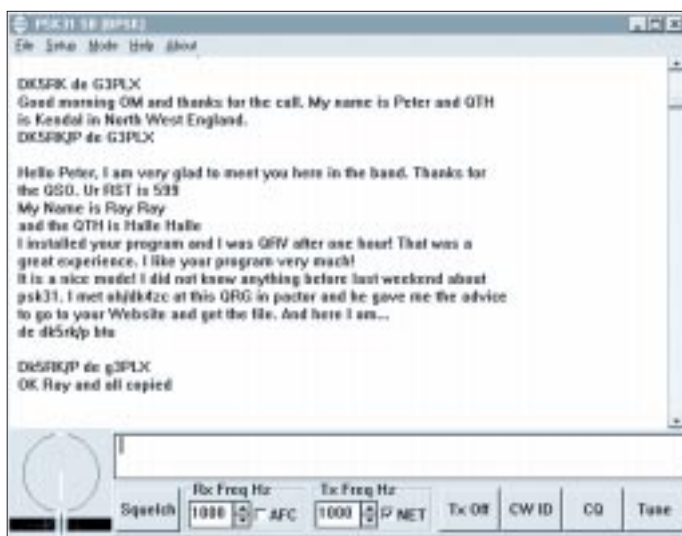 PSK31 SB (BPSK)
File Setup Mode Help About
DK5RK de G3PLX
Good morning OM and thanks for the call. My name is Peter and QTH
is Kendal in North West England.
DK5RK/P de G3PLX
Hello Peter, I am very glad to meet you here in the band. Thanks for
the QSO. Ur RST is 599
My Name is Ray Ray
and the QTH is Halle Halle
I installed your program and I was QRV after one hour! That was a
great experience. I like your program very much!
It is a nice mode! I did not know anything before last weekend about
psk31. I met oh/dk4zc at this QRG in pactor and he gave me the advice
to go to your Website and get the file. And here I am...
de dk5rk/p btu
Dk5RK/P de g3PLX
OK Ray and all copied
Rx Freq Hz Tx Freq Hz
Squelch 1000 AFC 1000 NET Tx Off CW ID CQ Tune